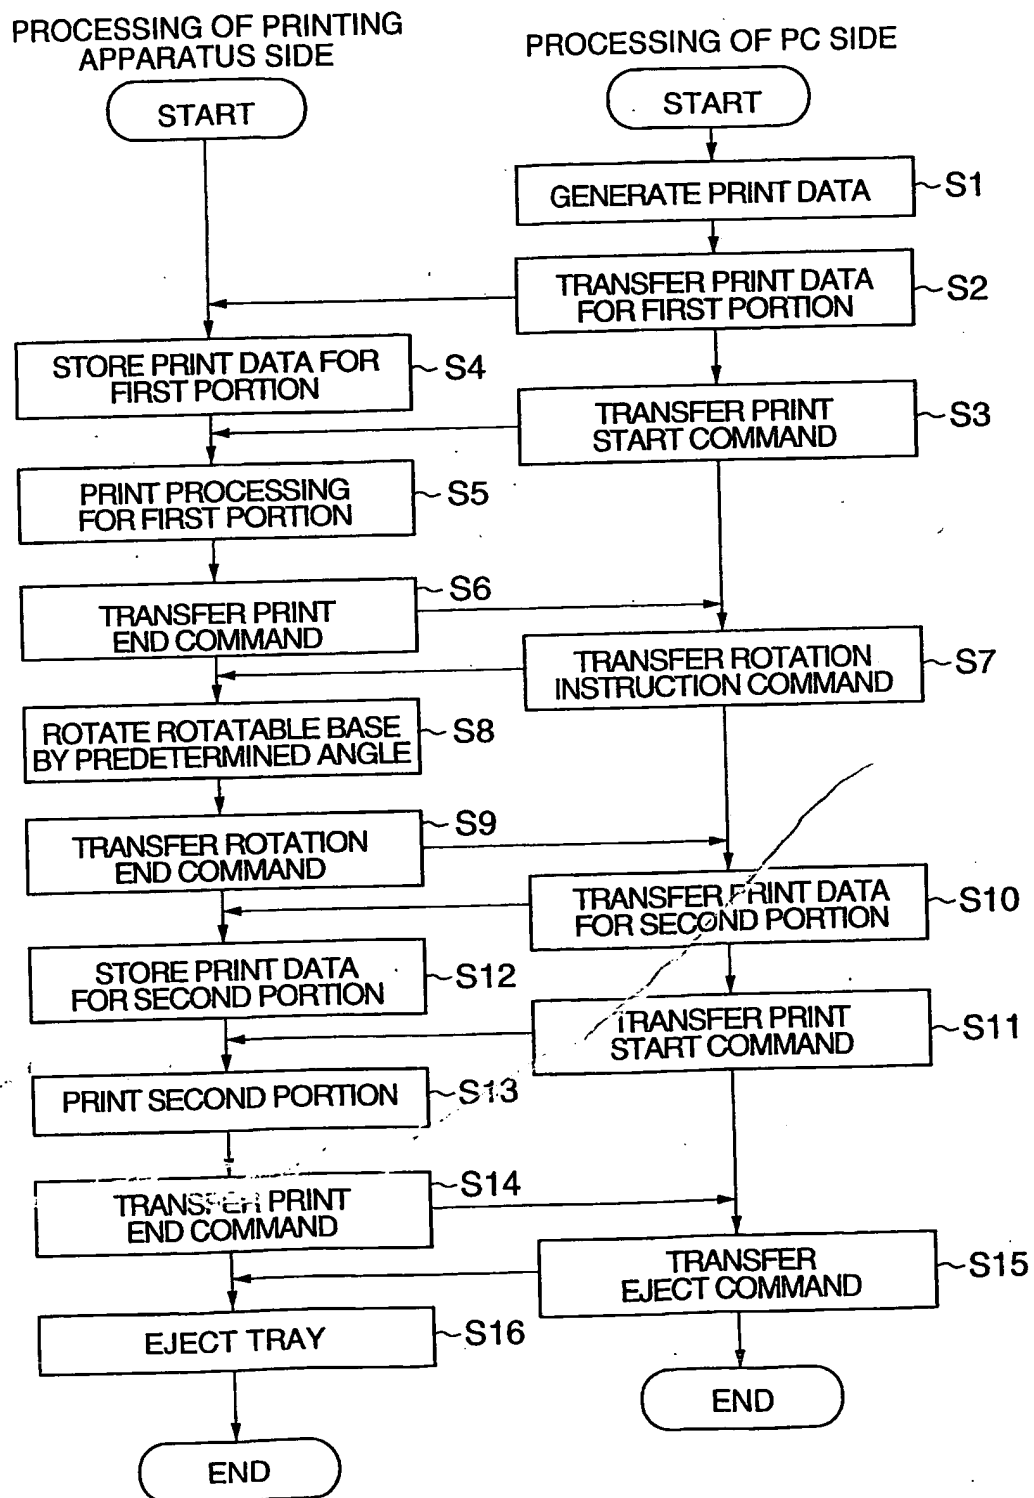 PROCESSING OF PRINTING
APPARATUS SIDE
PROCESSING OF PC SIDE
START
START
GENERATE PRINT DATA
S1
TRANSFER PRINT DATA
FOR FIRST PORTION
S2
STORE PRINT DATA FOR
FIRST PORTION
S4
TRANSFER PRINT
START COMMAND
S3
PRINT PROCESSING
FOR FIRST PORTION
S5
TRANSFER PRINT
END COMMAND
S6
TRANSFER ROTATION
INSTRUCTION COMMAND
S7
ROTATE ROTATABLE BASE
BY PREDETERMINED ANGLE
S8
TRANSFER ROTATION
END COMMAND
S9
TRANSFER PRINT DATA
FOR SECOND PORTION
S10
STORE PRINT DATA
FOR SECOND PORTION
S12
TRANSFER PRINT
START COMMAND
S11
PRINT SECOND PORTION
S13
TRANSFER PRINT
END COMMAND
S14
TRANSFER
EJECT COMMAND
S15
EJECT TRAY
S16
END
END